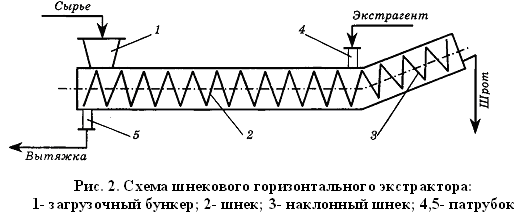 Сырье
1
4
Экстрагент
5
2
3
Шрот
Вытяжка
Рис. 2. Схема шнекового горизонтального экстрактора:
1- загрузочный бункер; 2- шнек; 3- наклонный шнек; 4,5- патрубок